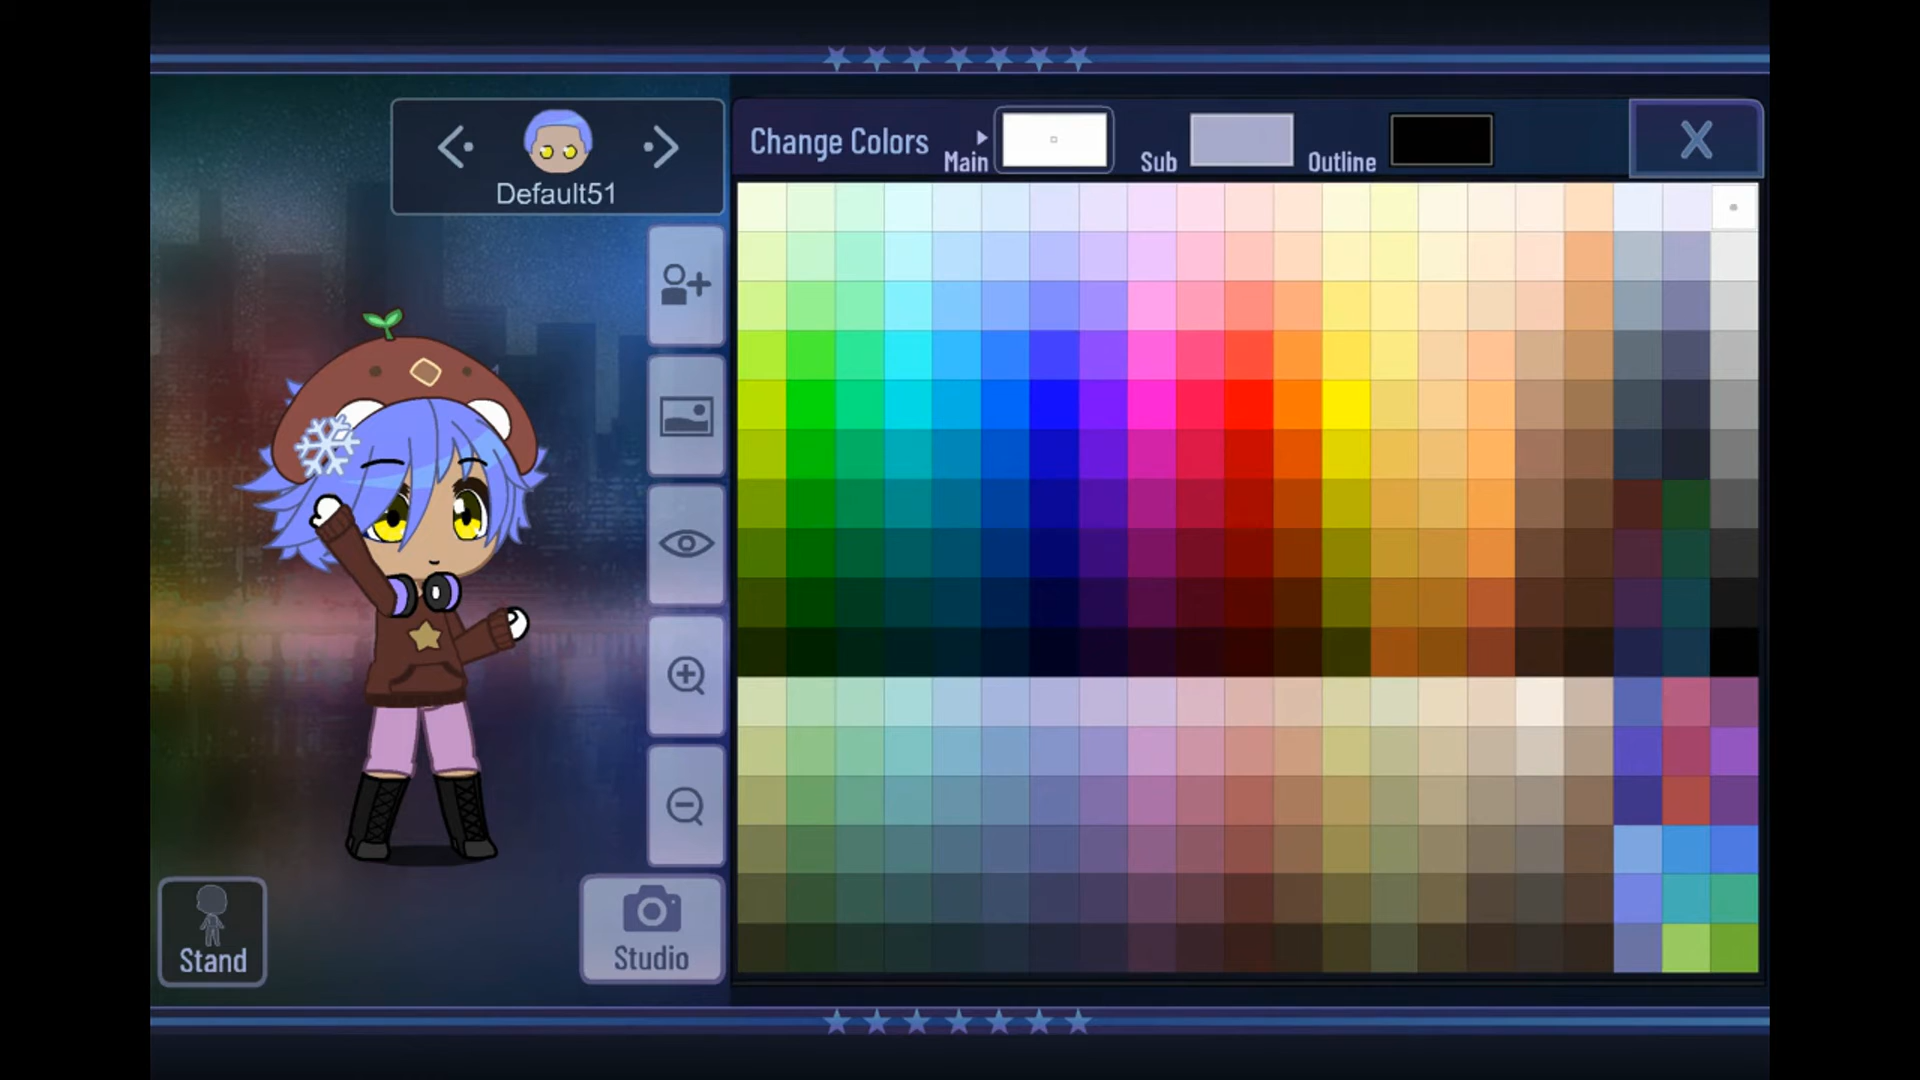 Default51
Change Colors
Main
Sub
Outline
X
Stand
Studio